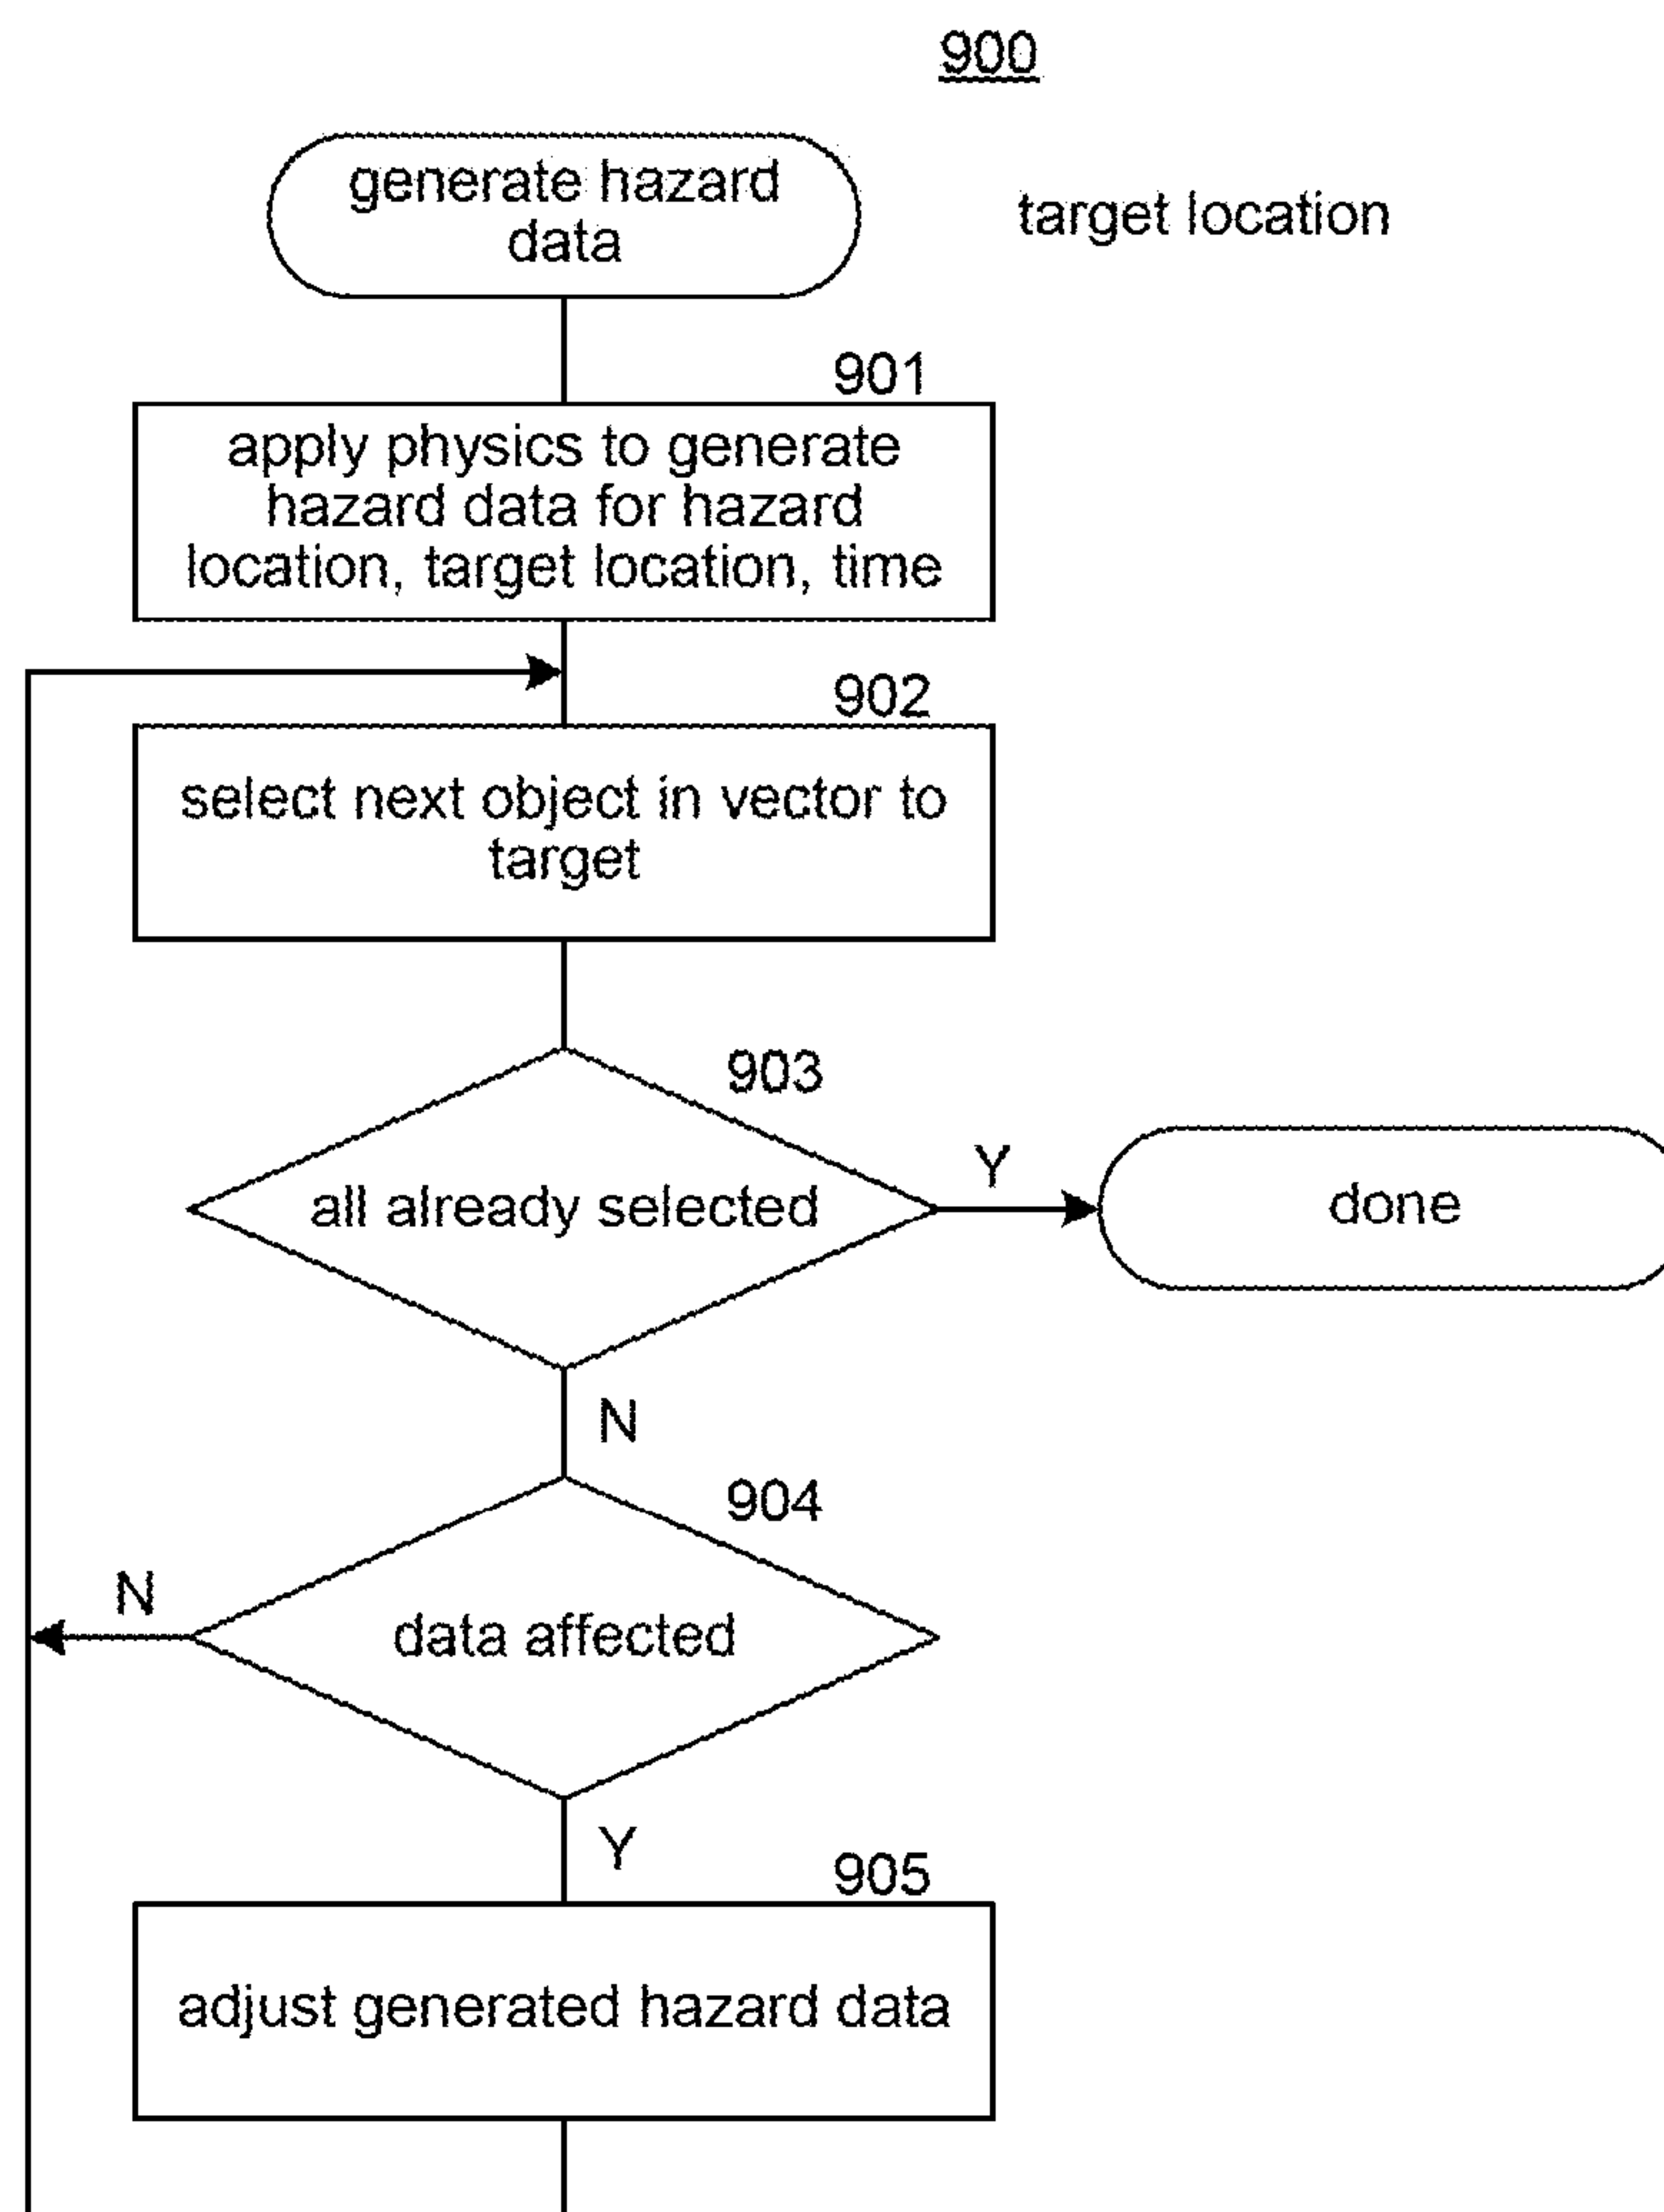 900
generate hazard
data
target location
901
apply physics to generate
hazard data for hazard
location, target location, time
902
select next object in vector to
target
903
all already selected
Y
done
N
904
data affected
N
Y
905
adjust generated hazard data